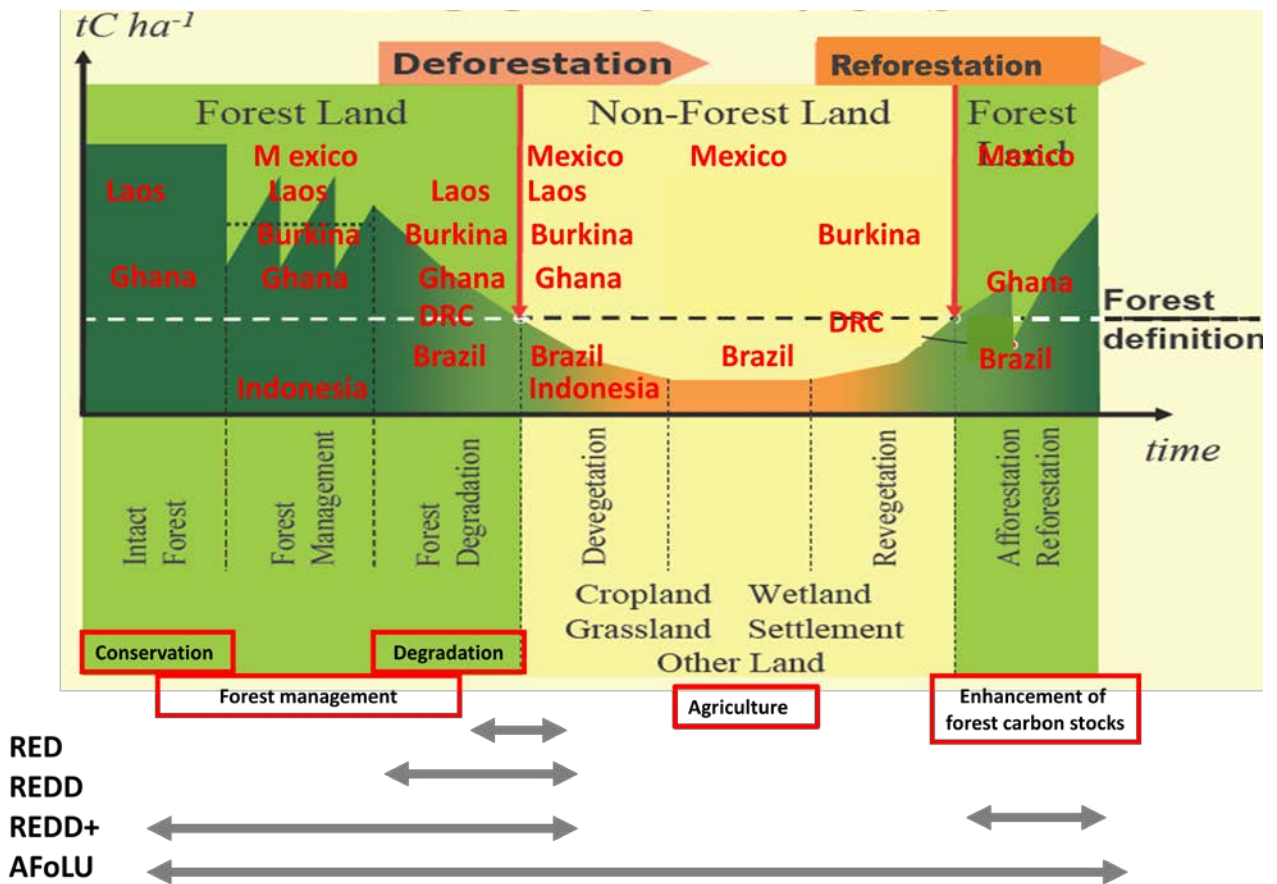 tC ha⁻¹
Deforestation
Reforestation
Forest Land
Non-Forest Land
Forest
Land
M exico
Mexico
Mexico
Mexico
Laos
Laos
Laos
Laos
Burkina
Burkina
Burkina
Burkina
Ghana
Ghana
Ghana
Ghana
Ghana
DRC
DRC
Forest
definition
Brazil
Brazil
Brazil
Brazil
Indonesia
Indonesia
time
Intact
Forest
Forest
Management
Forest
Degradation
Devegetation
Revegetation
Afforestation
Reforestation
Cropland Wetland
Grassland Settlement
Other Land
Conservation
Degradation
Forest management
Agriculture
Enhancement of
forest carbon stocks
RED
REDD
REDD+
AFoLU